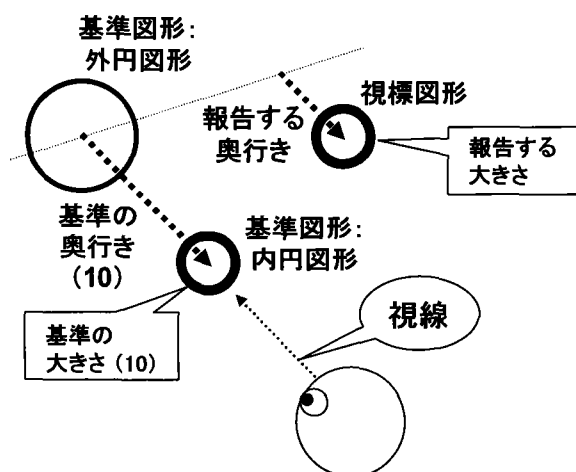 基準図形:
外円図形
視標図形
報告する
奥行き
報告する
大きさ
基準の
奥行き
(10)
基準図形:
内円図形
基準の
大きさ(10)
視線